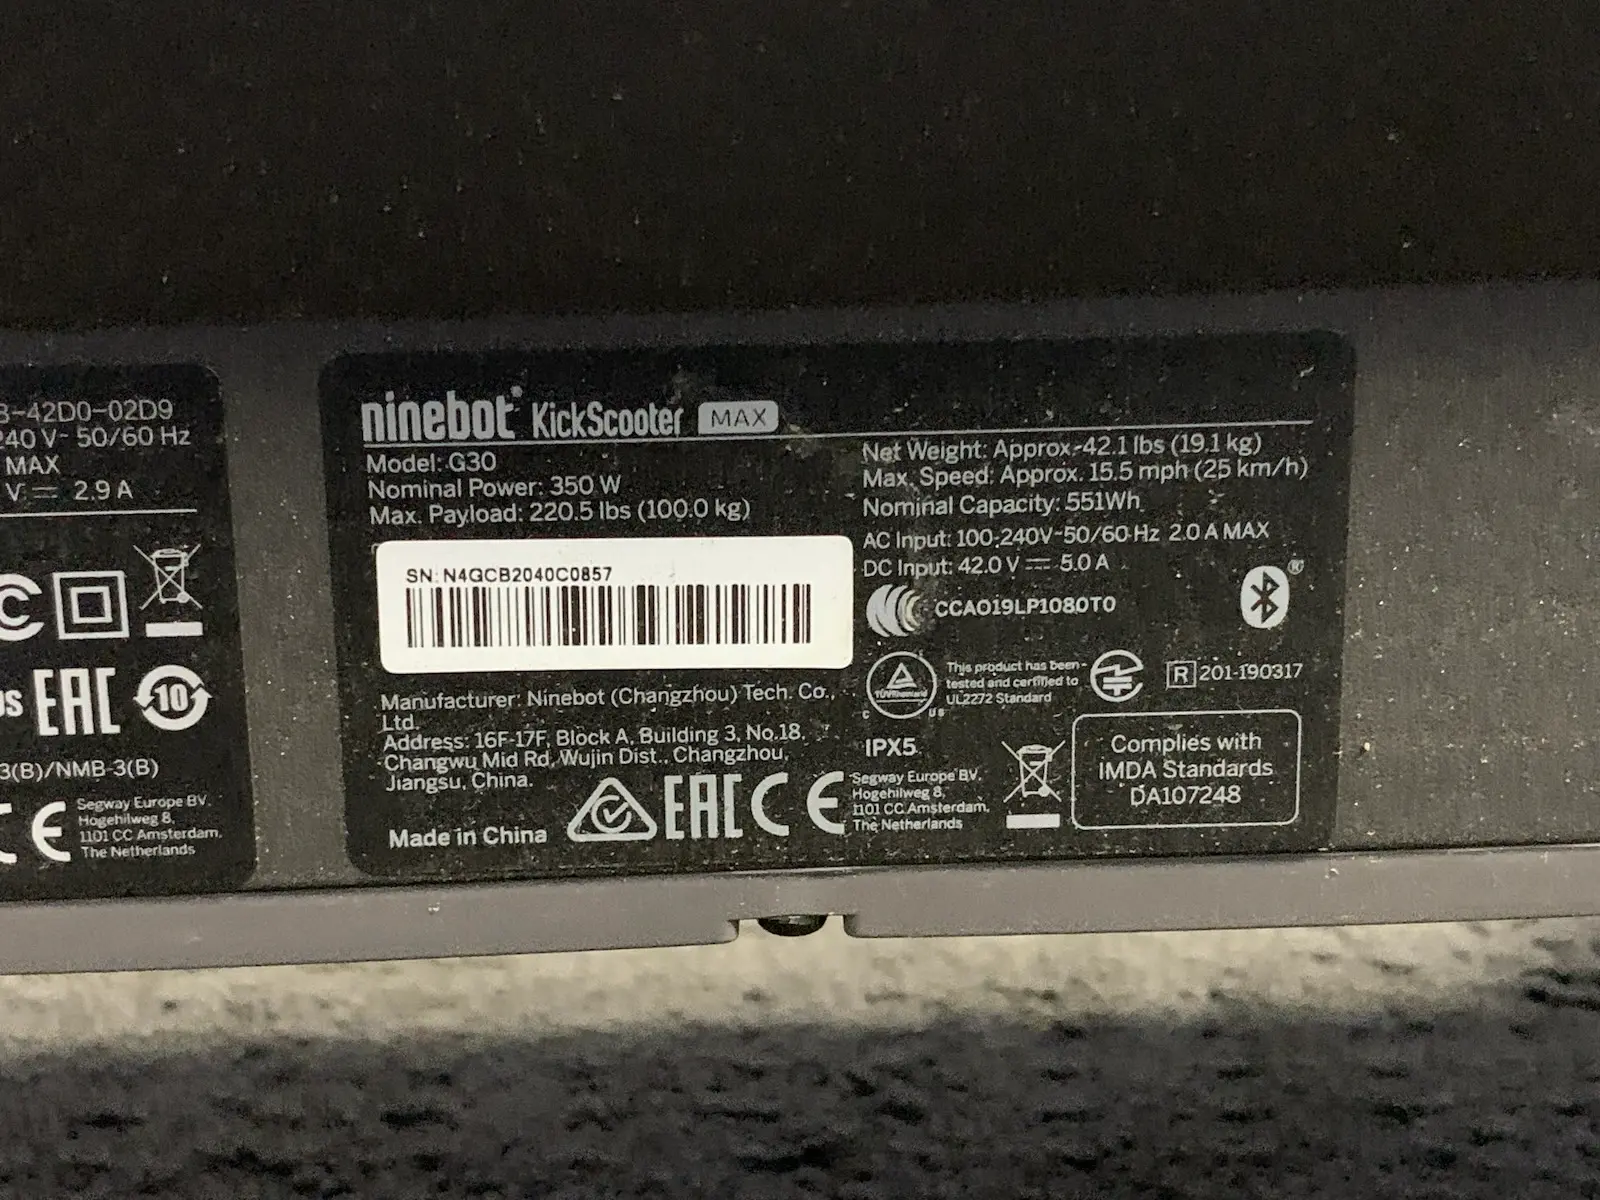 3-42D0-02D9
240 V~ 50/60 Hz
MAX
V⎓ 2.9 A
10
US EAC
3(B)/NMB-3(B)
CE
Segway Europe BV.
Hogehilweg 8,
1101 CC Amsterdam,
The Netherlands
ninebot KickScooter MAX
Model: G30
Nominal Power: 350 W
Max. Payload: 220.5 lbs (100.0 kg)
SN: N4GCB2040C0857
Manufacturer: Ninebot (Changzhou) Tech. Co.,
Ltd.
Address: 16F-17F, Block A, Building 3, No.18,
Changwu Mid Rd, Wujin Dist., Changzhou,
Jiangsu, China.
Made in China
EAC CE
Net Weight: Approx. 42.1 lbs (19.1 kg)
Max. Speed: Approx. 15.5 mph (25 km/h)
Nominal Capacity: 551Wh
AC Input: 100-240V~50/60 Hz 2.0 A MAX
DC Input: 42.0 V⎓ 5.0 A
CCAO19LP1080T0
TÜVRheinland
C US
This product has been
tested and certified to
UL2272 Standard
R 201-190317
IPX5
Segway Europe BV.
Hogehilweg 8,
1101 CC Amsterdam,
The Netherlands
Complies with
IMDA Standards
DA107248